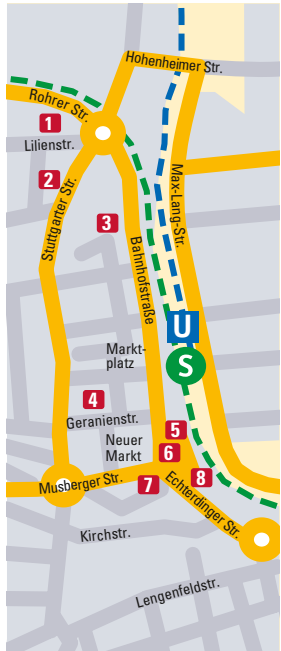 Hohenheimer Str.
Rohrer Str.
1
Lilienstr.
2
Stuttgarter Str.
3
Max-Lang-Str.
Bahnhofstraße
U
Markt-
platz
S
4
Geranienstr.
5
Neuer
Markt
6
Musberger Str.
7
8
Echterdinger Str.
Kirchstr.
Lengenfeldstr.